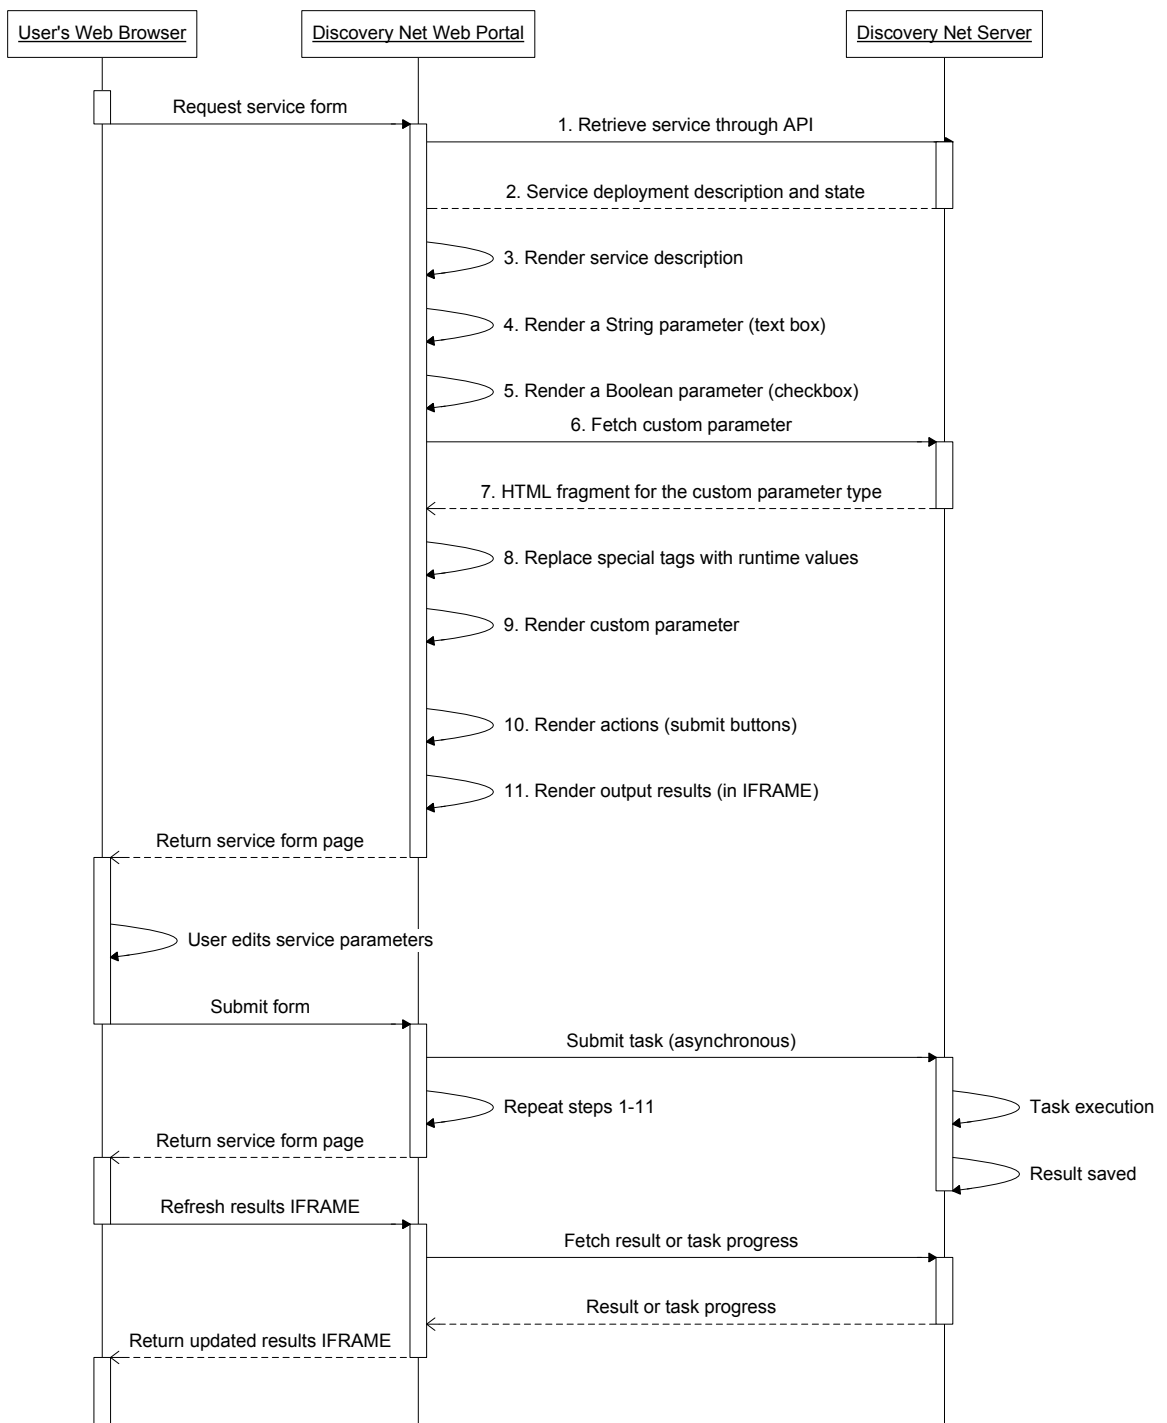 User's Web Browser
Discovery Net Web Portal
Discovery Net Server
Request service form
1. Retrieve service through API
2. Service deployment description and state
3. Render service description
4. Render a String parameter (text box)
5. Render a Boolean parameter (checkbox)
6. Fetch custom parameter
7. HTML fragment for the custom parameter type
8. Replace special tags with runtime values
9. Render custom parameter
10. Render actions (submit buttons)
11. Render output results (in IFRAME)
Return service form page
User edits service parameters
Submit form
Submit task (asynchronous)
Repeat steps 1-11
Task execution
Return service form page
Result saved
Refresh results IFRAME
Fetch result or task progress
Result or task progress
Return updated results IFRAME